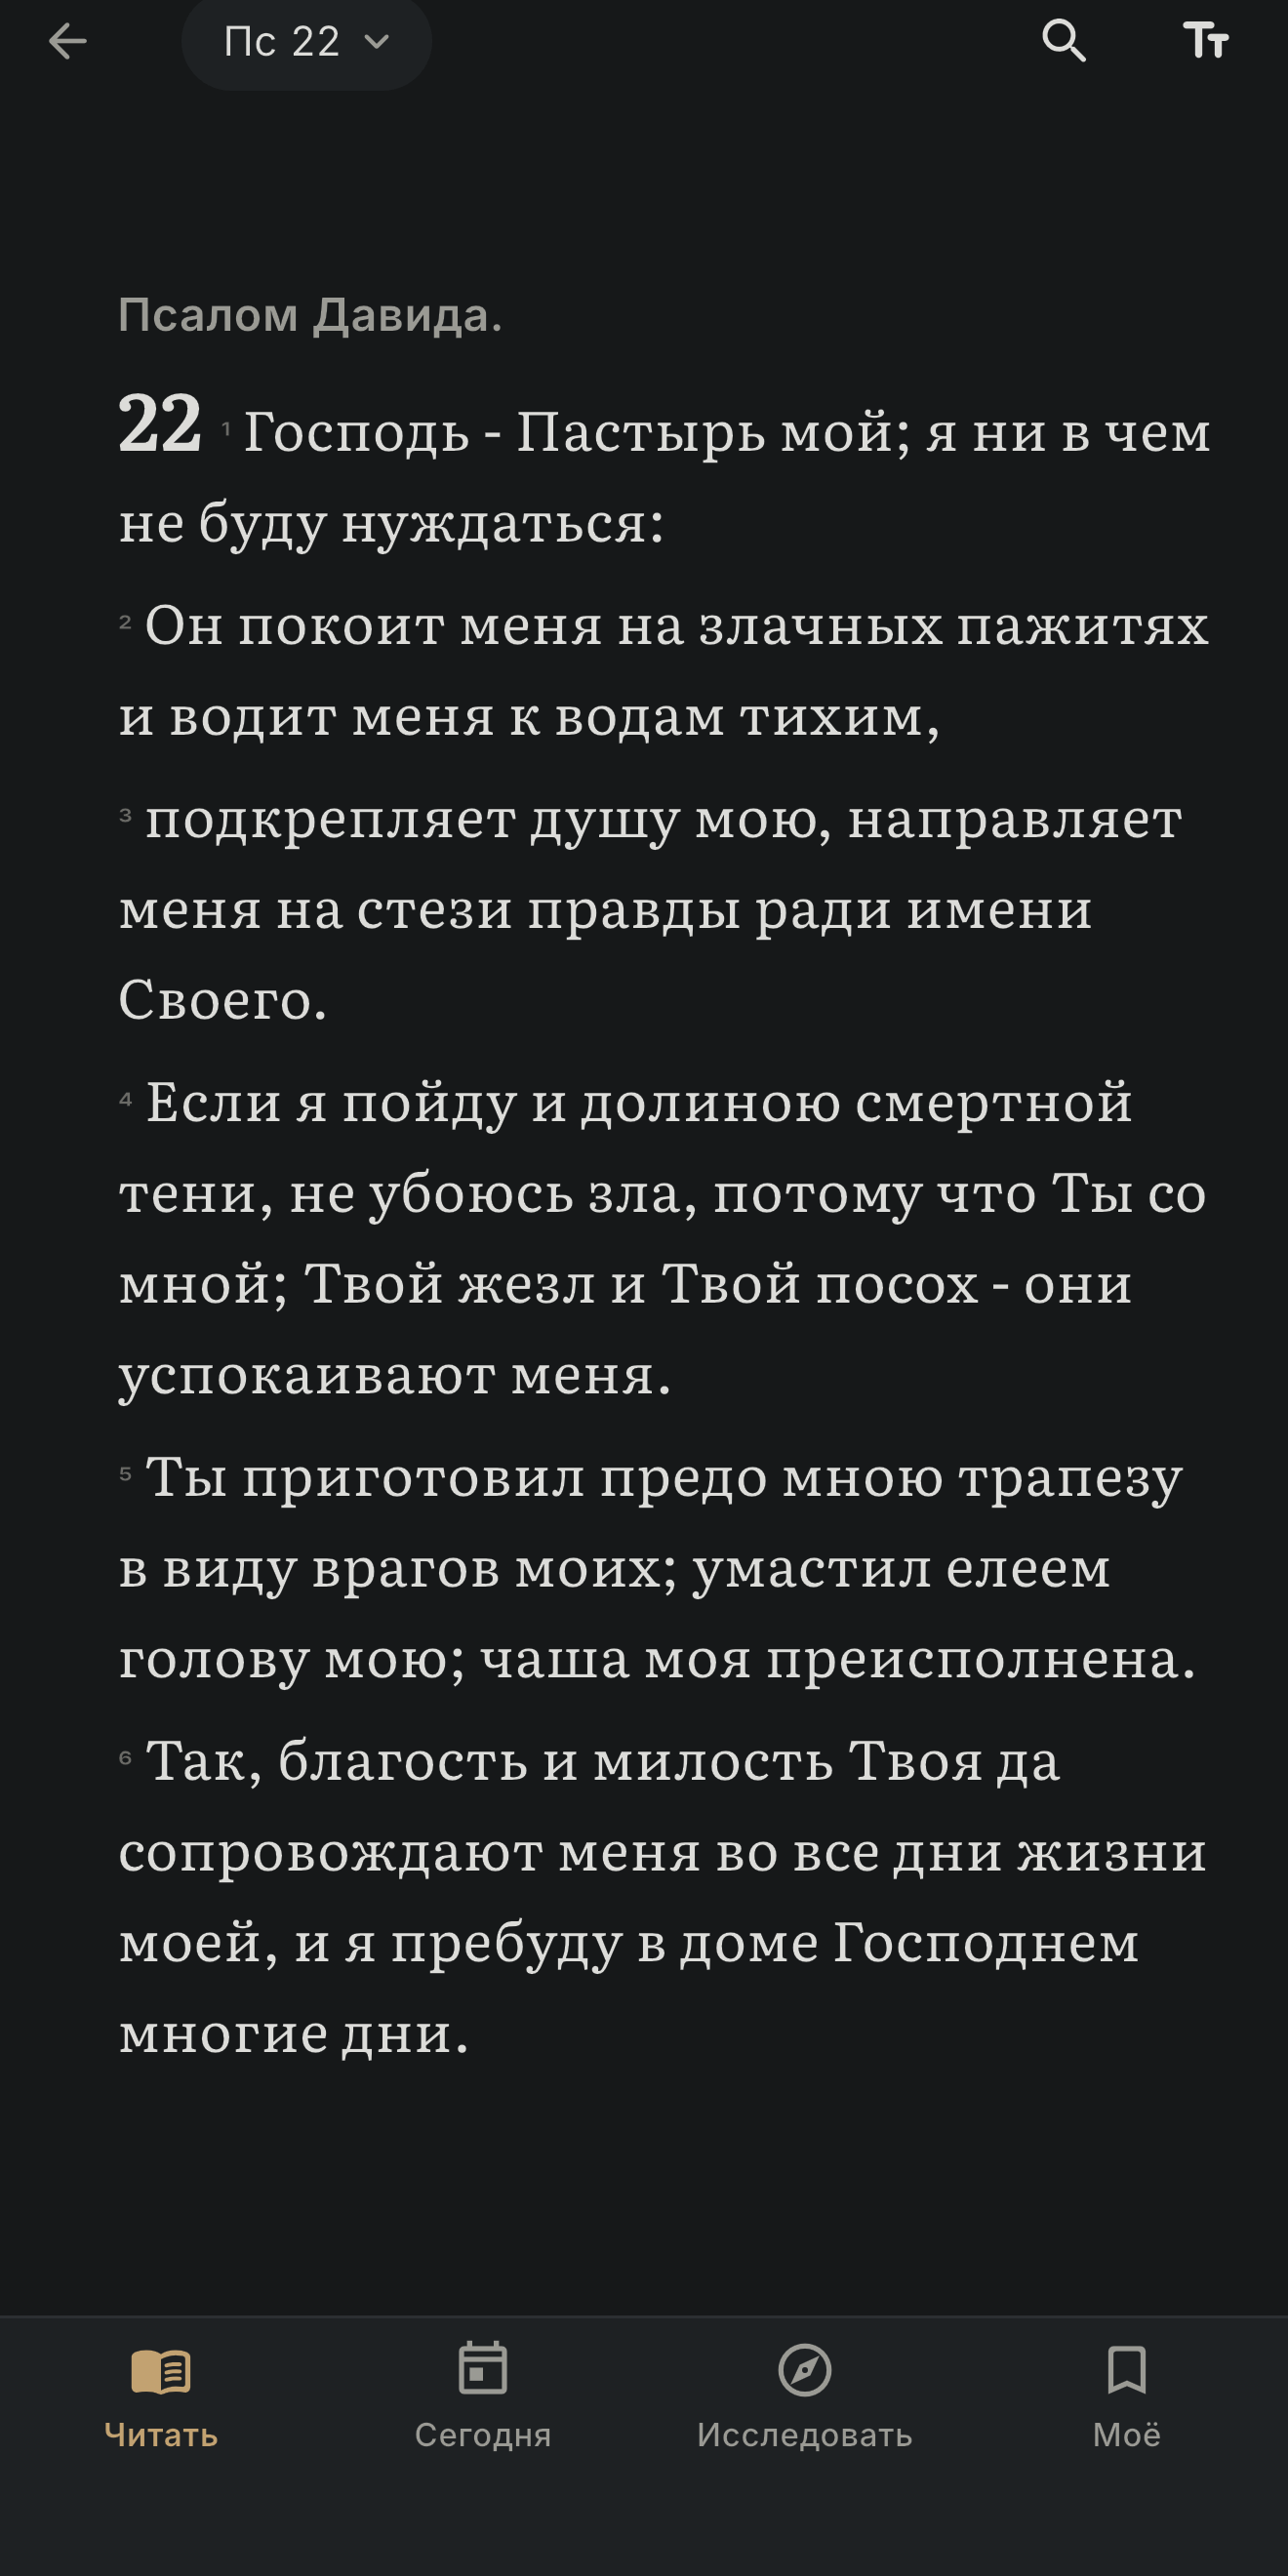 Пс 22
Псалом Давида.
22 1 Господь - Пастырь мой; я ни в чем
не буду нуждаться:
2 Он покоит меня на злачных пажитях
и водит меня к водам тихим,
3 подкрепляет душу мою, направляет
меня на стези правды ради имени
Своего.
4 Если я пойду и долиною смертной
тени, не убоюсь зла, потому что Ты со
мной; Твой жезл и Твой посох - они
успокаивают меня.
5 Ты приготовил предо мною трапезу
в виду врагов моих; умастил елеем
голову мою; чаша моя преисполнена.
6 Так, благость и милость Твоя да
сопровождают меня во все дни жизни
моей, и я пребуду в доме Господнем
многие дни.
Читать Сегодня Исследовать Моё